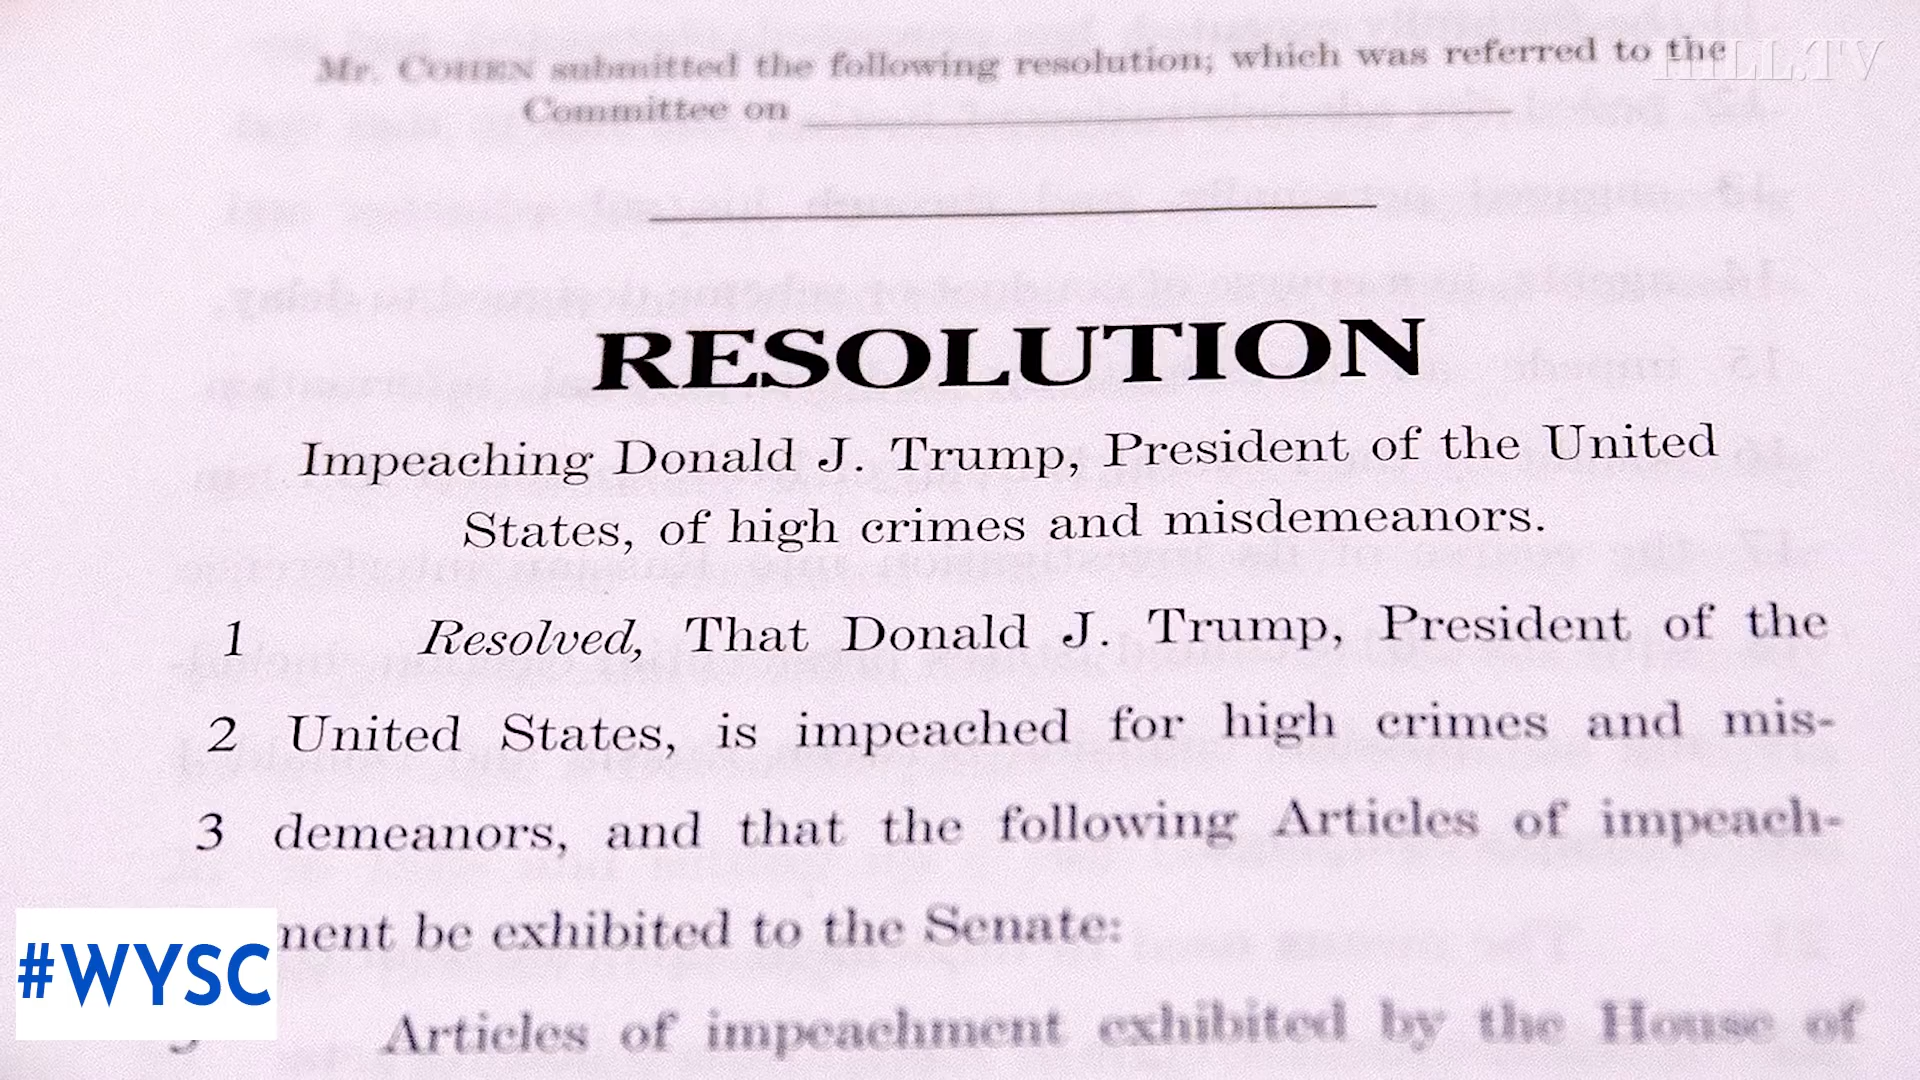 HILL.TV
Mr. COHEN submitted the following resolution; which was referred to the
Committee on
RESOLUTION
Impeaching Donald J. Trump, President of the United
States, of high crimes and misdemeanors.
1 Resolved, That Donald J. Trump, President of the
2 United States, is impeached for high crimes and mis-
3 demeanors, and that the following Articles of impeach-
ment be exhibited to the Senate:
#WYSC
Articles of impeachment exhibited by the House of